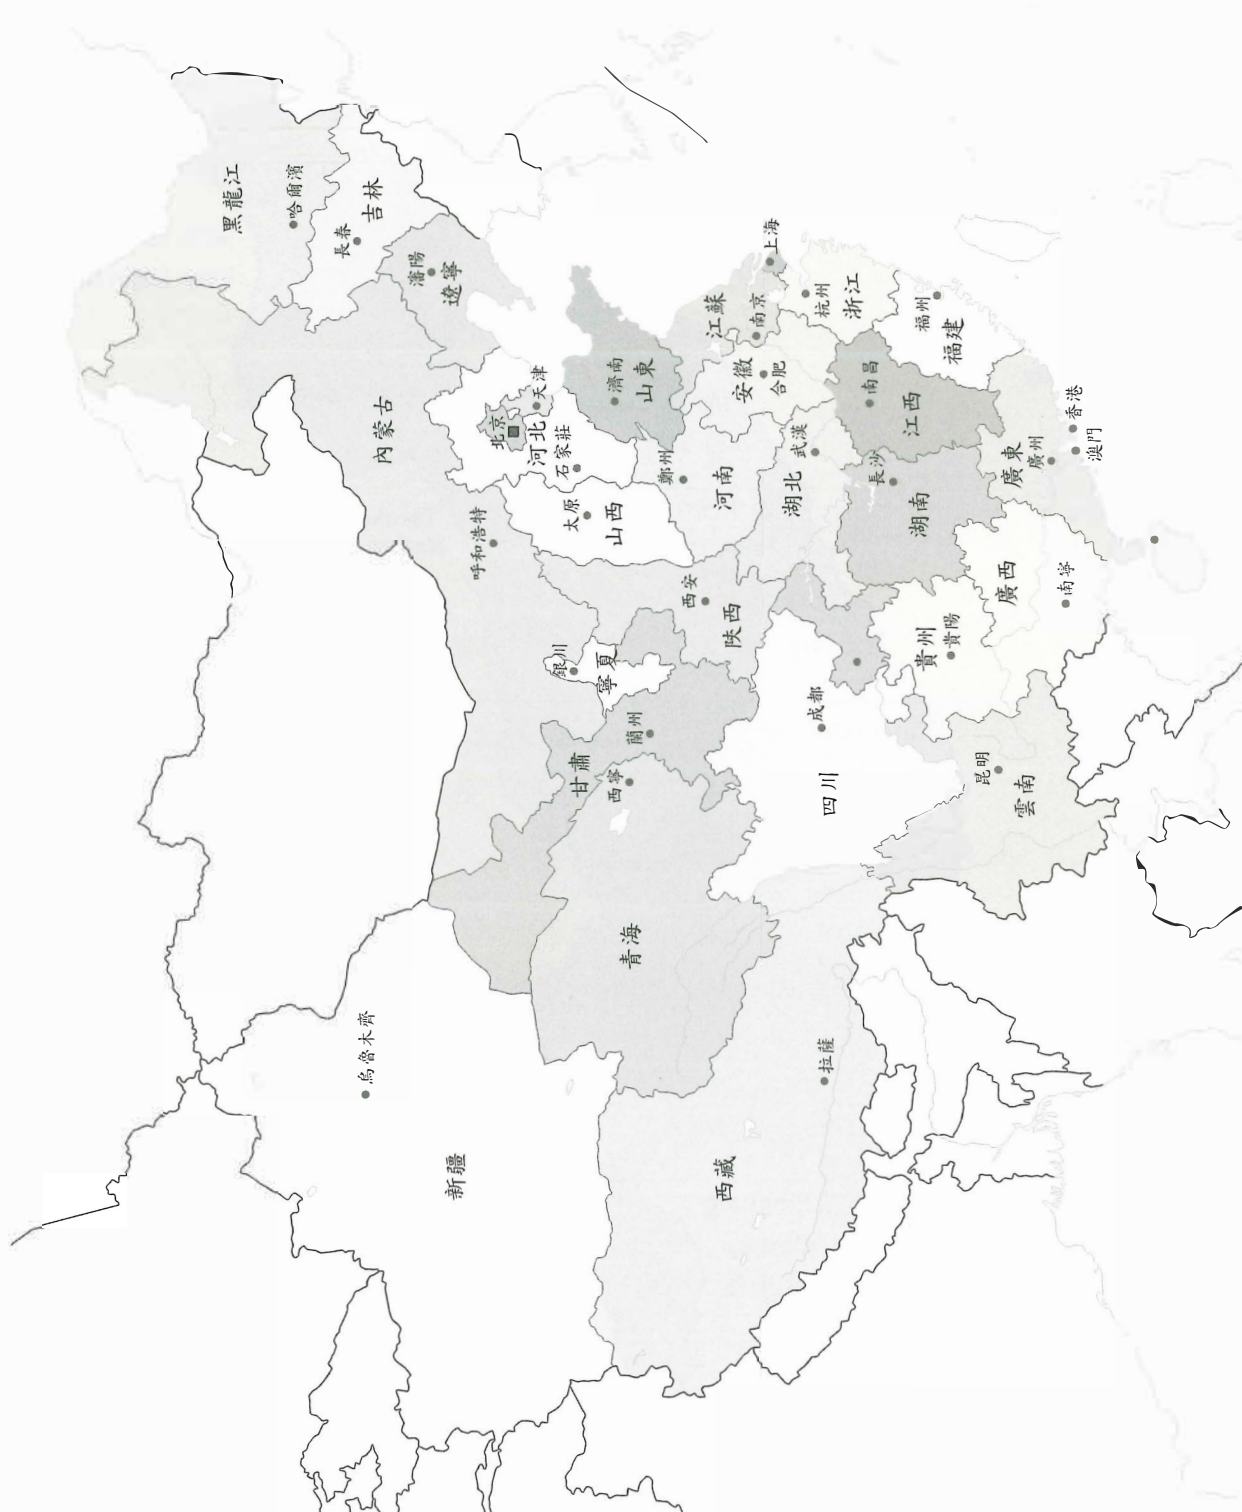 黑龍江
哈爾濱
吉林
長春
遼寧
瀋陽
內蒙古
呼和浩特
北京
天津
河北
石家莊
山西
太原
山東
濟南
河南
鄭州
江蘇
南京
上海
安徽
合肥
浙江
杭州
福建
福州
江西
南昌
湖北
武漢
湖南
長沙
廣東
廣州
香港
澳門
廣西
南寧
貴州
貴陽
雲南
昆明
四川
成都
陝西
西安
寧夏
銀川
甘肅
蘭州
青海
西寧
新疆
烏魯木齊
西藏
拉薩